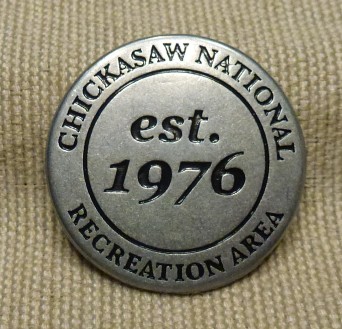 CHICKASAW NATIONAL
est.
1976
RECREATION AREA